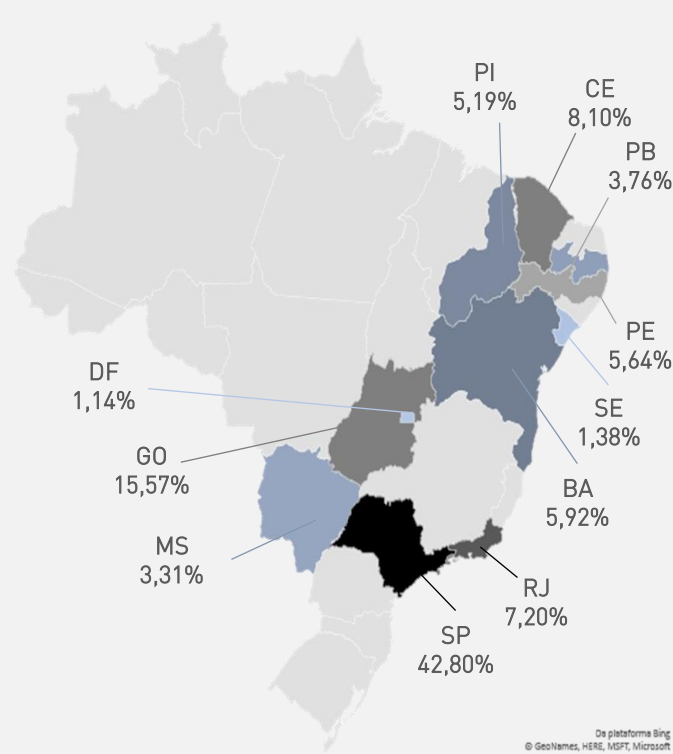 PI
5,19%
CE
8,10%
PB
3,76%
PE
5,64%
DF
1,14%
SE
1,38%
GO
15,57%
BA
5,92%
MS
3,31%
RJ
7,20%
SP
42,80%
Da plataforma Bing
© GeoNames, HERE, MSFT, Microsoft